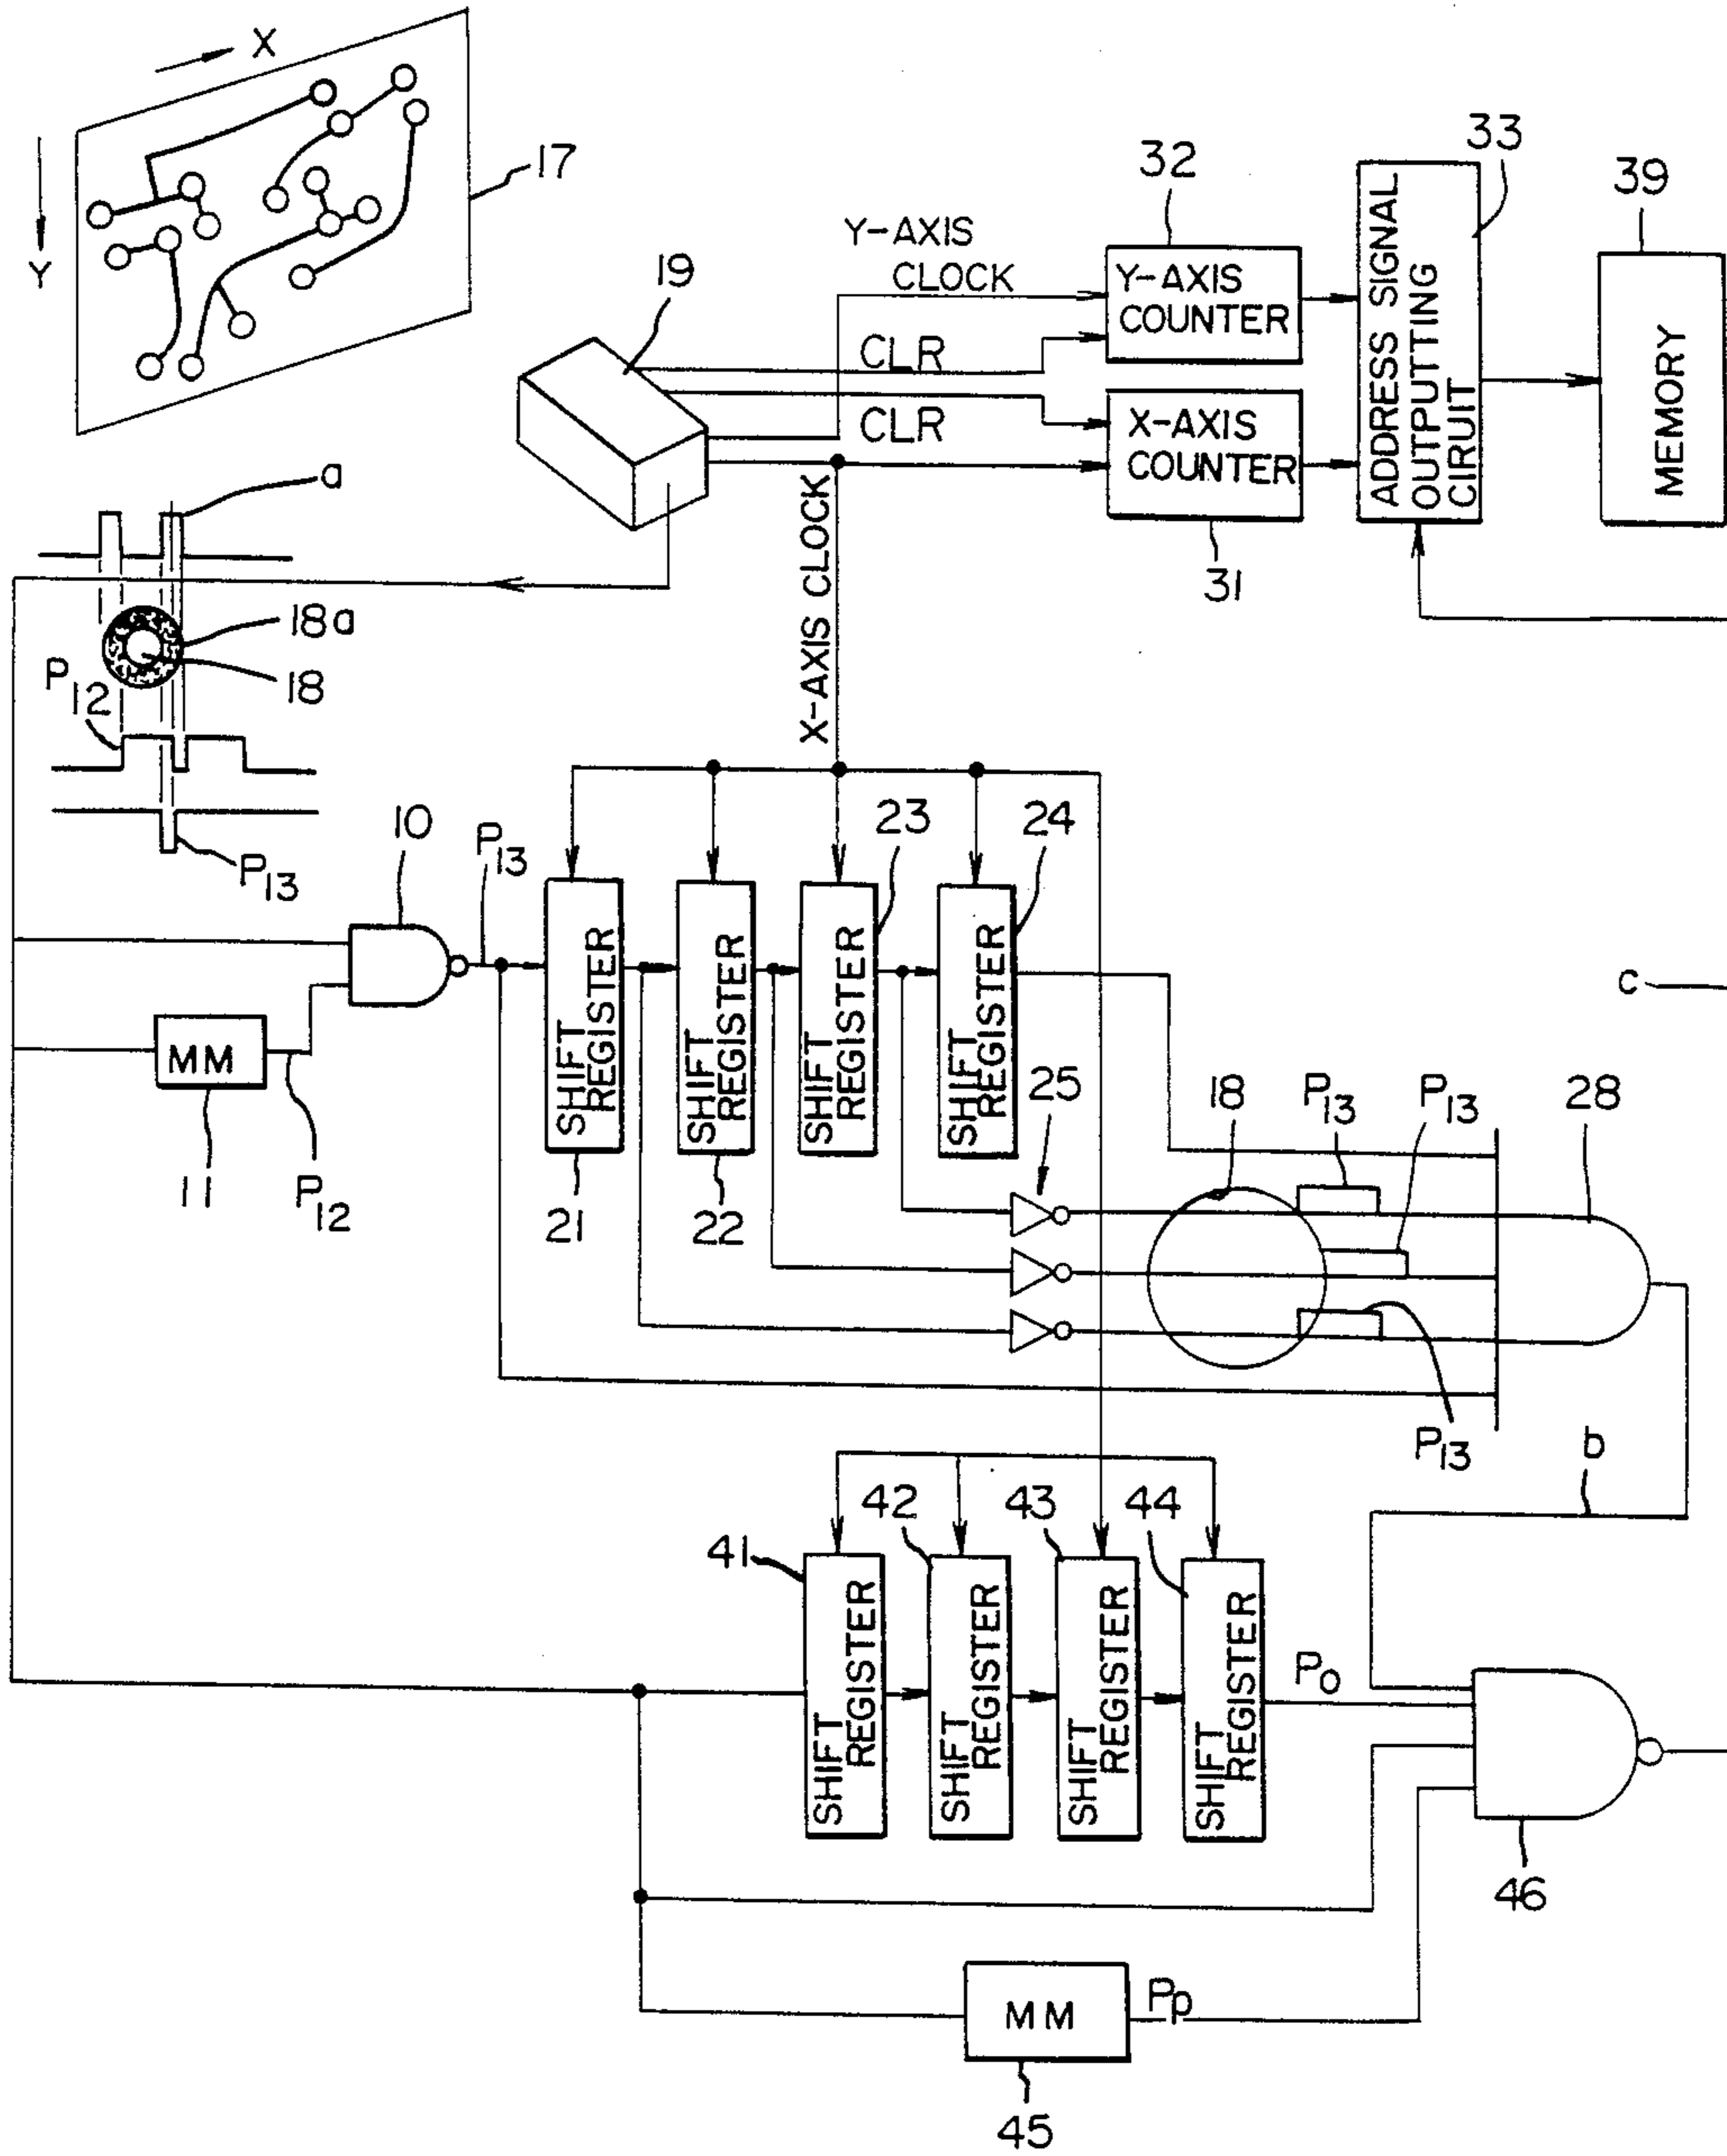 X
Y
17
19
Y-AXIS
CLOCK
CLR
CLR
32
Y-AXIS
COUNTER
X-AXIS
COUNTER
31
33
ADDRESS SIGNAL
OUTPUTTING
CIRUIT
39
MEMORY
a
18a
18
P12
P13
X-AXIS CLOCK
10
P13
MM
11
P12
SHIFT
REGISTER
21
SHIFT
REGISTER
22
23
SHIFT
REGISTER
24
SHIFT
REGISTER
25
18
P13
P13
28
P13
c
b
41
SHIFT
REGISTER
42
SHIFT
REGISTER
43
SHIFT
REGISTER
44
SHIFT
REGISTER
Po
46
MM
Pp
45